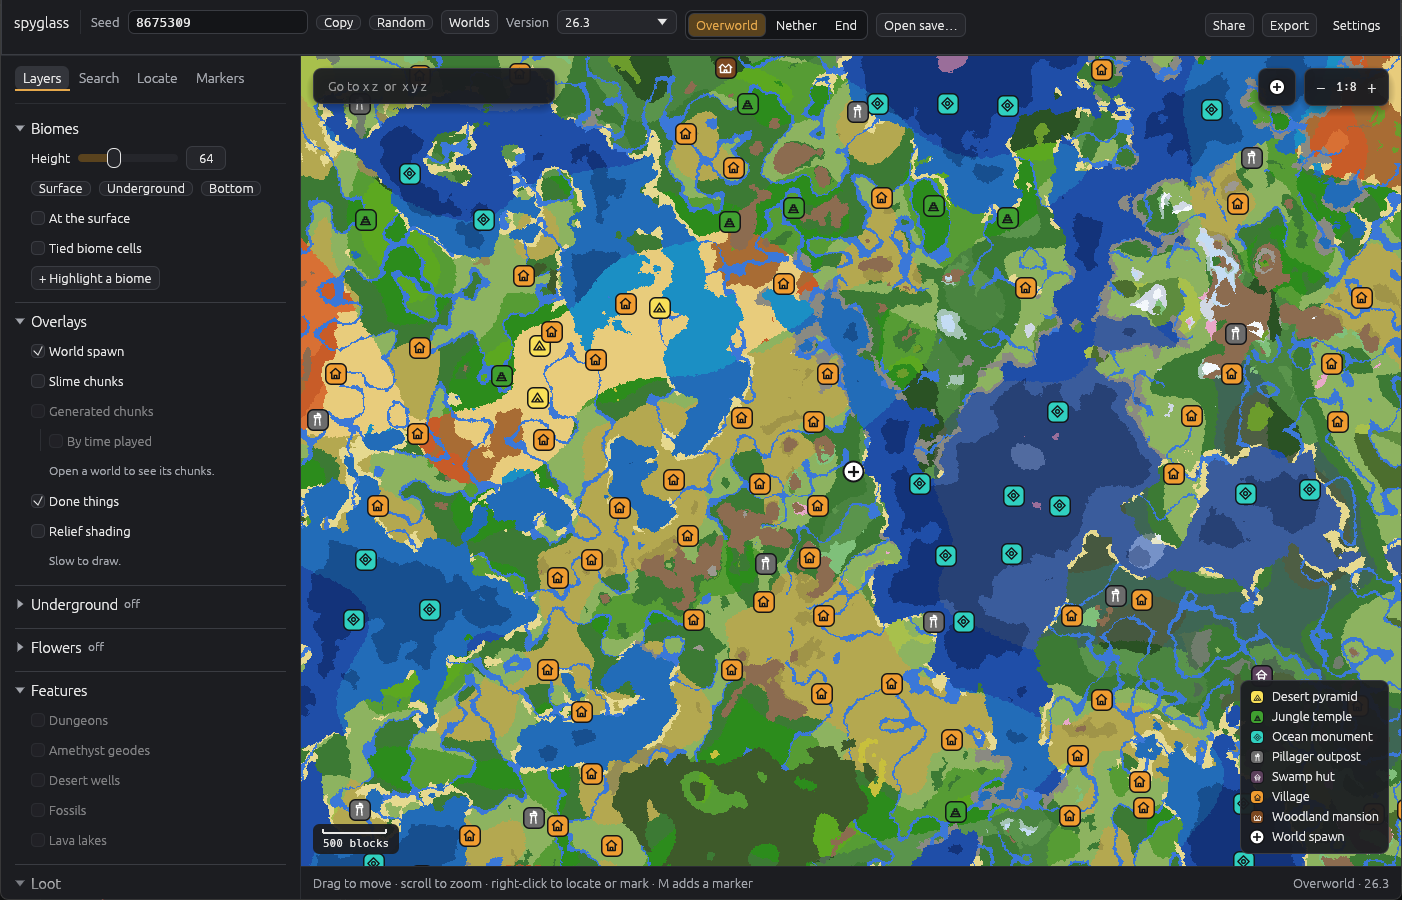 spyglass
Seed 8675309 Copy Random Worlds Version 26.3 Overworld Nether End Open save... Share Export Settings
Layers Search Locate Markers
Go to x z or x y z
1:8
Biomes
Height 64
Surface Underground Bottom
At the surface
Tied biome cells
+ Highlight a biome
Overlays
World spawn
Slime chunks
Generated chunks
By time played
Open a world to see its chunks.
Done things
Relief shading
Slow to draw.
Underground off
Flowers off
Features
Dungeons
Amethyst geodes
Desert wells
Fossils
Lava lakes
Loot
Desert pyramid
Jungle temple
Ocean monument
Pillager outpost
Swamp hut
Village
Woodland mansion
World spawn
500 blocks
Drag to move · scroll to zoom · right-click to locate or mark · M adds a marker
Overworld · 26.3